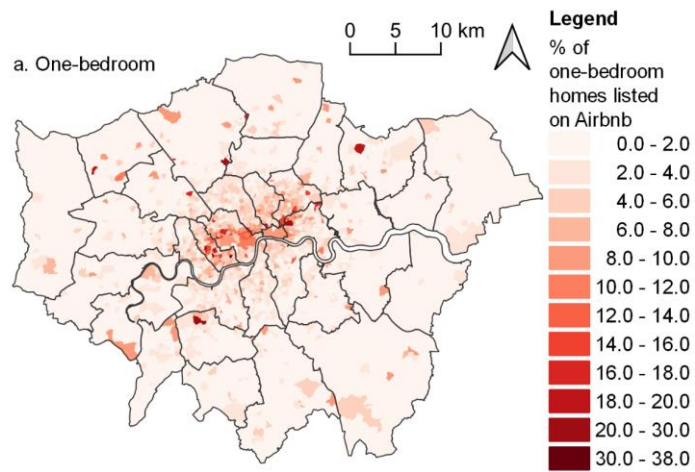 a. One-bedroom
0 5 10 km
Legend
% of
one-bedroom
homes listed
on Airbnb
0.0 - 2.0
2.0 - 4.0
4.0 - 6.0
6.0 - 8.0
8.0 - 10.0
10.0 - 12.0
12.0 - 14.0
14.0 - 16.0
16.0 - 18.0
18.0 - 20.0
20.0 - 30.0
30.0 - 38.0